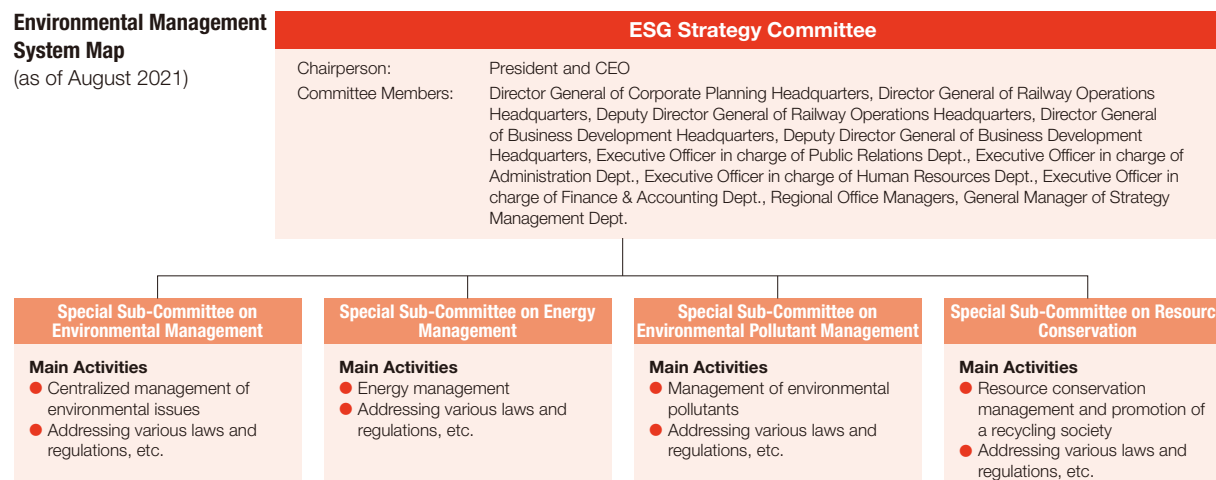 Environmental Management
System Map
(as of August 2021)
ESG Strategy Committee
Chairperson: President and CEO
Committee Members: Director General of Corporate Planning Headquarters, Director General of Railway Operations
Headquarters, Deputy Director General of Railway Operations Headquarters, Director General
of Business Development Headquarters, Deputy Director General of Business Development
Headquarters, Executive Officer in charge of Public Relations Dept., Executive Officer in charge of
Administration Dept., Executive Officer in charge of Human Resources Dept., Executive Officer in
charge of Finance & Accounting Dept., Regional Office Managers, General Manager of Strategy
Management Dept.
Special Sub-Committee on
Environmental Management
Main Activities
● Centralized management of
environmental issues
● Addressing various laws and
regulations, etc.
Special Sub-Committee on Energy
Management
Main Activities
● Energy management
● Addressing various laws and
regulations, etc.
Special Sub-Committee on
Environmental Pollutant Management
Main Activities
● Management of environmental
pollutants
● Addressing various laws and
regulations, etc.
Special Sub-Committee on Resourc
Conservation
Main Activities
● Resource conservation
management and promotion of
a recycling society
● Addressing various laws and
regulations, etc.